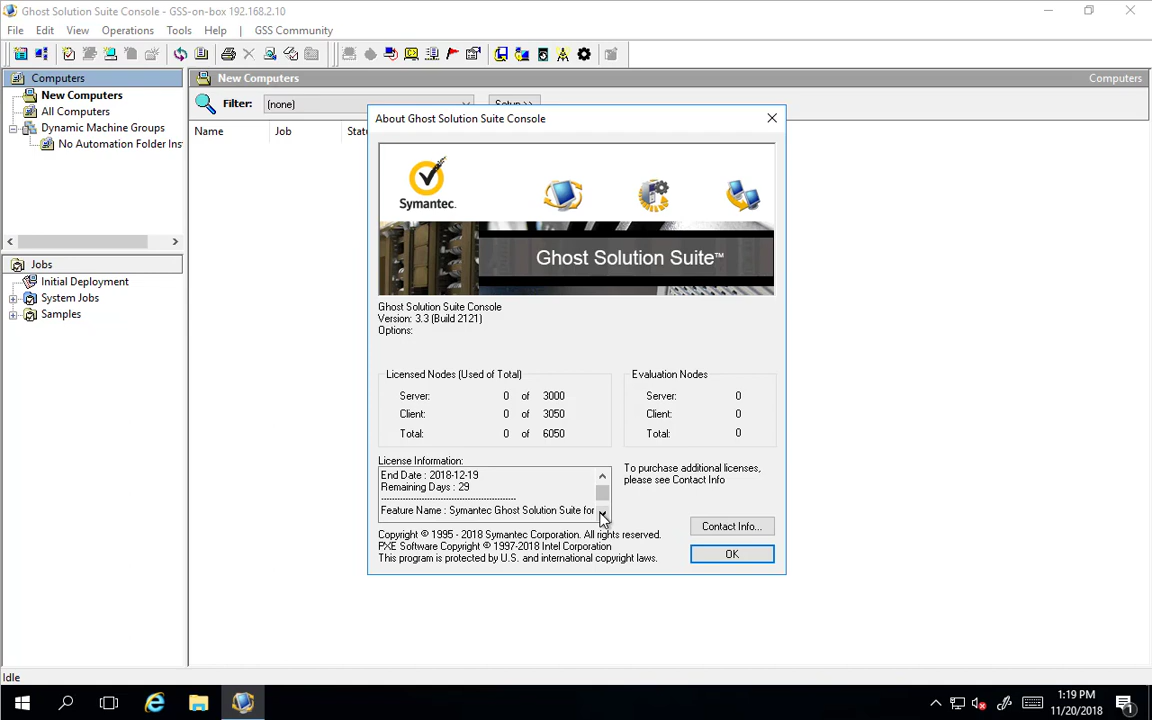 Ghost Solution Suite Console - GSS-on-box 192.168.2.10
File Edit View Operations Tools Help GSS Community
Computers
New Computers
All Computers
Dynamic Machine Groups
No Automation Folder Ins
Jobs
Initial Deployment
System Jobs
Samples
New Computers Computers
Filter: (none)
Name Job
About Ghost Solution Suite Console
Symantec.
Ghost Solution Suite™
Ghost Solution Suite Console
Version: 3.3 (Build 2121)
Options:
Licensed Nodes (Used of Total)
Server: 0 of 3000
Client: 0 of 3050
Total: 0 of 6050
Evaluation Nodes
Server: 0
Client: 0
Total: 0
License Information:
End Date : 2018-12-19
Remaining Days : 29
--------------------------------------------
Feature Name : Symantec Ghost Solution Suite for
To purchase additional licenses,
please see Contact Info
Contact Info...
OK
Copyright © 1995 - 2018 Symantec Corporation. All rights reserved.
PXE Software Copyright © 1997-2018 Intel Corporation
This program is protected by U.S. and international copyright laws.
Idle
1:19 PM
11/20/2018
1